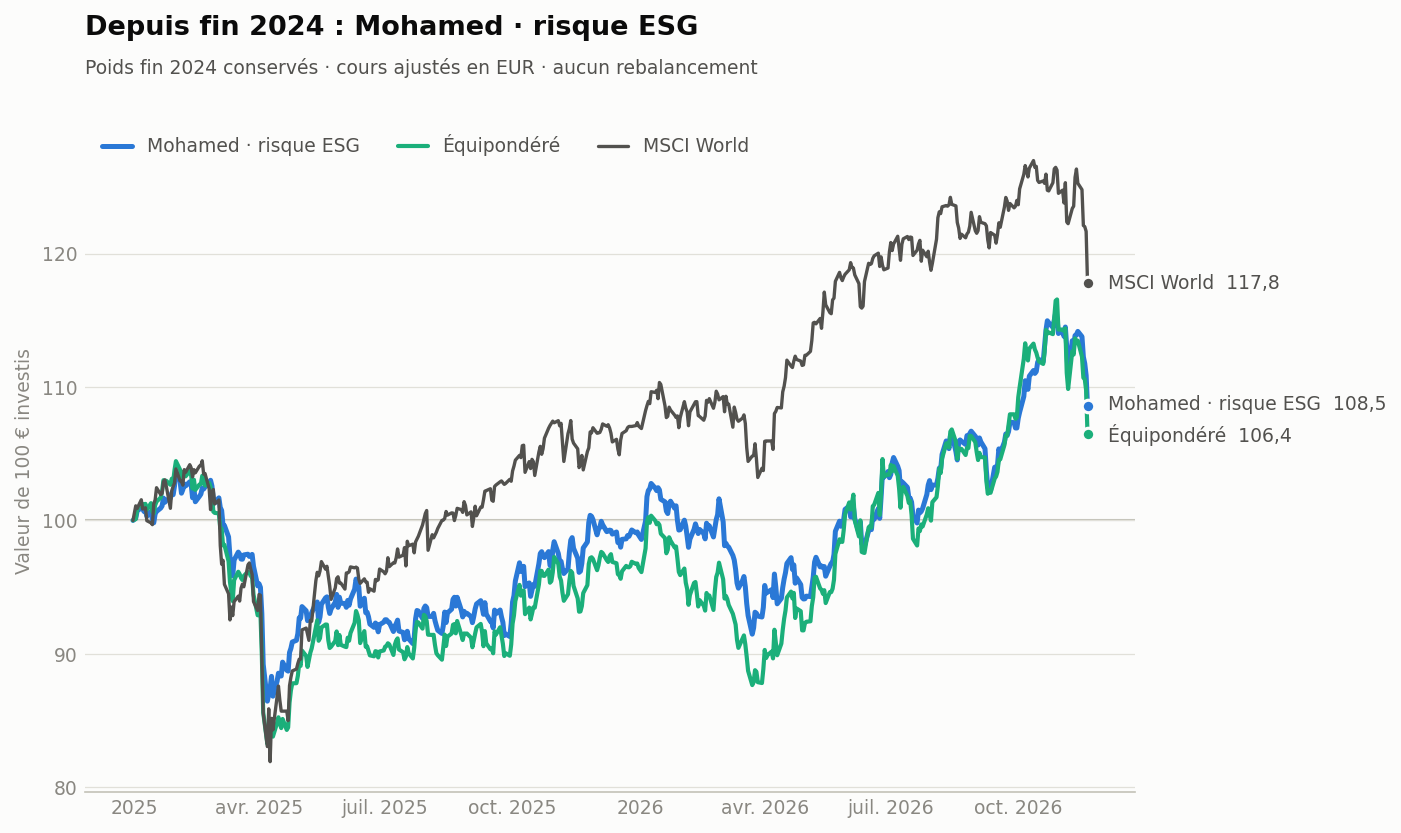 Depuis fin 2024 : Mohamed · risque ESG
Poids fin 2024 conservés · cours ajustés en EUR · aucun rebalancement
Mohamed · risque ESG Équipondéré MSCI World
Valeur de 100 € investis
120
110
100
90
80
MSCI World 117,8
Mohamed · risque ESG 108,5
Équipondéré 106,4
2025 avr. 2025 juil. 2025 oct. 2025 2026 avr. 2026 juil. 2026 oct. 2026